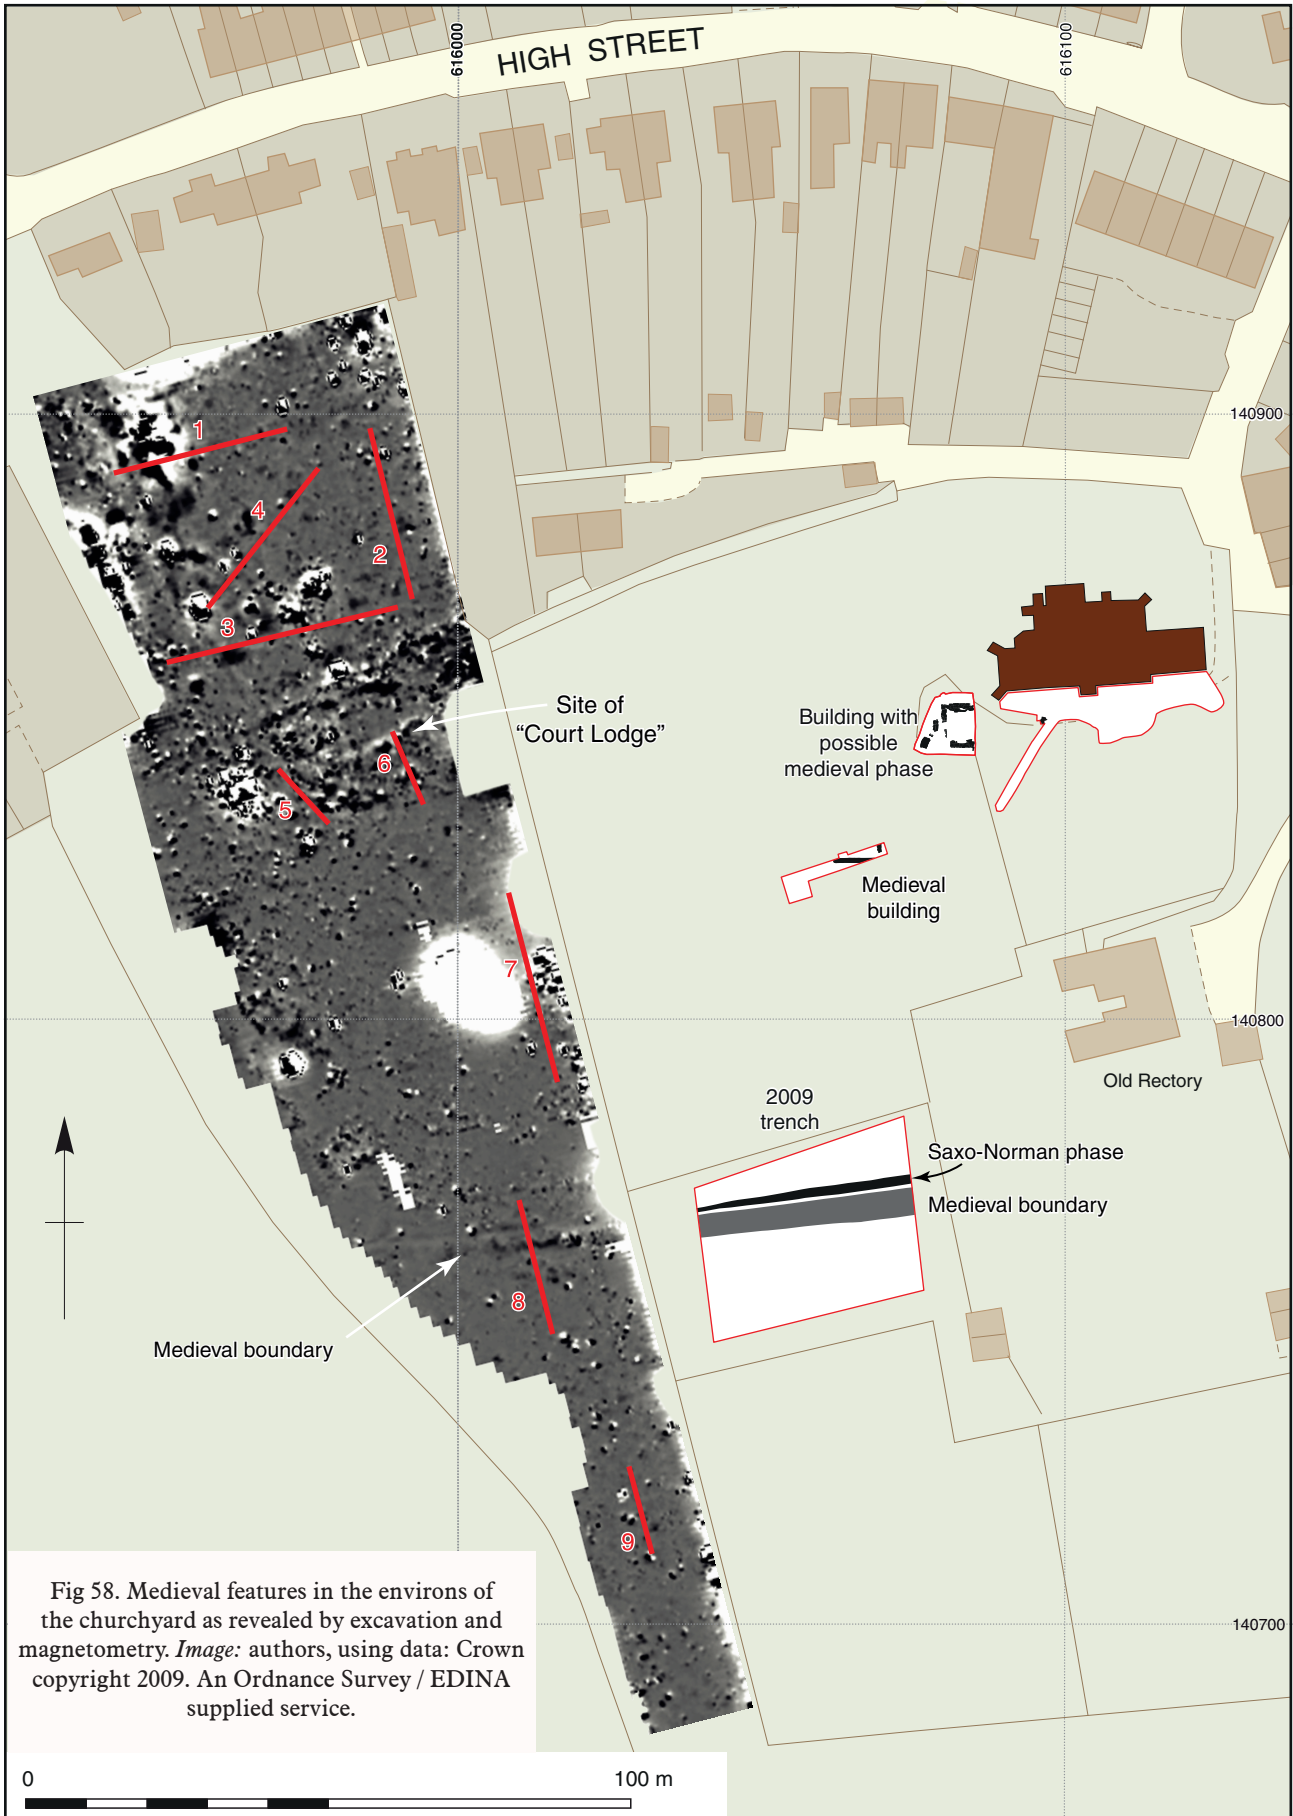 616000
HIGH STREET
616100
140900
1
4
2
3
Site of
“Court Lodge”
6
5
Building with
possible
medieval phase
Medieval
building
7
140800
Old Rectory
2009
trench
Saxo-Norman phase
Medieval boundary
8
Medieval boundary
9
140700
Fig 58. Medieval features in the environs of
the churchyard as revealed by excavation and
magnetometry. Image: authors, using data: Crown
copyright 2009. An Ordnance Survey / EDINA
supplied service.
0
100 m